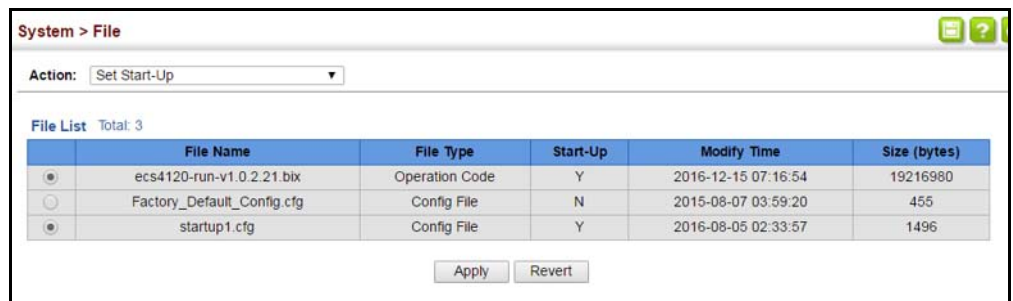 System > File
?
Action: Set Start-Up
File List Total: 3
File Name File Type Start-Up Modify Time Size (bytes)
ecs4120-run-v1.0.2.21.bix Operation Code Y 2016-12-15 07:16:54 19216980
Factory_Default_Config.cfg Config File N 2015-08-07 03:59:20 455
startup1.cfg Config File Y 2016-08-05 02:33:57 1496
Apply Revert